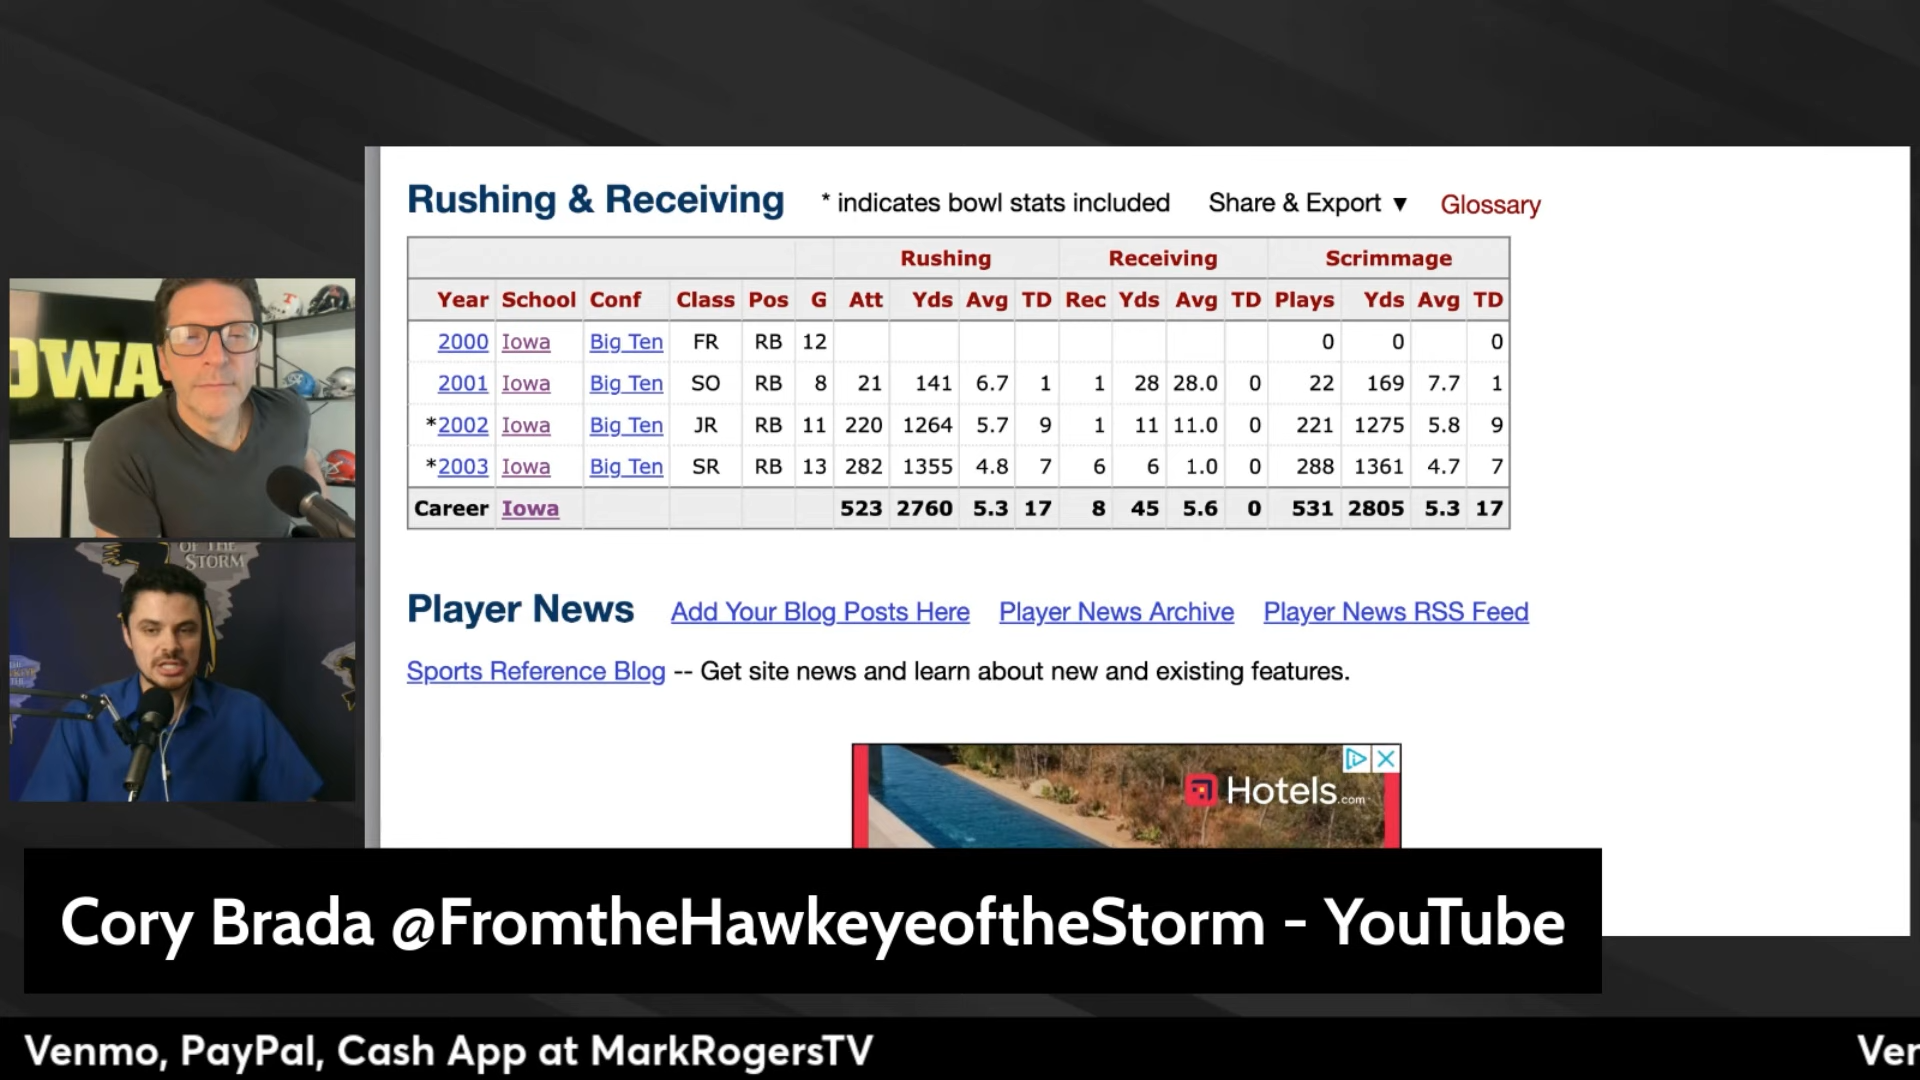 Rushing & Receiving * indicates bowl stats included Share & Export ▼ Glossary
Rushing Receiving Scrimmage
Year School Conf Class Pos G Att Yds Avg TD Rec Yds Avg TD Plays Yds Avg TD
2000 Iowa Big Ten FR RB 12 0 0 0
2001 Iowa Big Ten SO RB 8 21 141 6.7 1 1 28 28.0 0 22 169 7.7 1
*2002 Iowa Big Ten JR RB 11 220 1264 5.7 9 1 11 11.0 0 221 1275 5.8 9
*2003 Iowa Big Ten SR RB 13 282 1355 4.8 7 6 6 1.0 0 288 1361 4.7 7
Career Iowa 523 2760 5.3 17 8 45 5.6 0 531 2805 5.3 17
OWA
OF THE
STORM
Player News Add Your Blog Posts Here Player News Archive Player News RSS Feed
Sports Reference Blog -- Get site news and learn about new and existing features.
Hotels.com
Cory Brada @FromtheHawkeyeoftheStorm - YouTube
Venmo, PayPal, Cash App at MarkRogersTV Ver